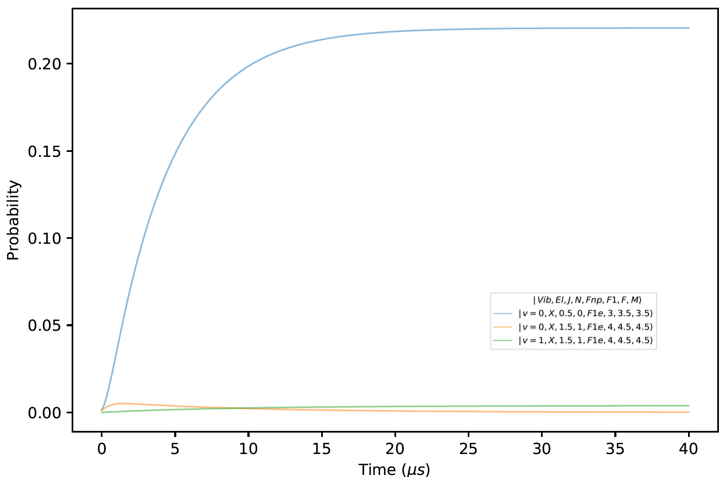 0.20
0.15
0.10
0.05
0.00
Probability
| Vib, El, J, N, Fnp, F1, F, M⟩
| v = 0, X, 0.5, 0, F1e, 3, 3.5, 3.5⟩
| v = 0, X, 1.5, 1, F1e, 4, 4.5, 4.5⟩
| v = 1, X, 1.5, 1, F1e, 4, 4.5, 4.5⟩
0 5 10 15 20 25 30 35 40
Time (μs)